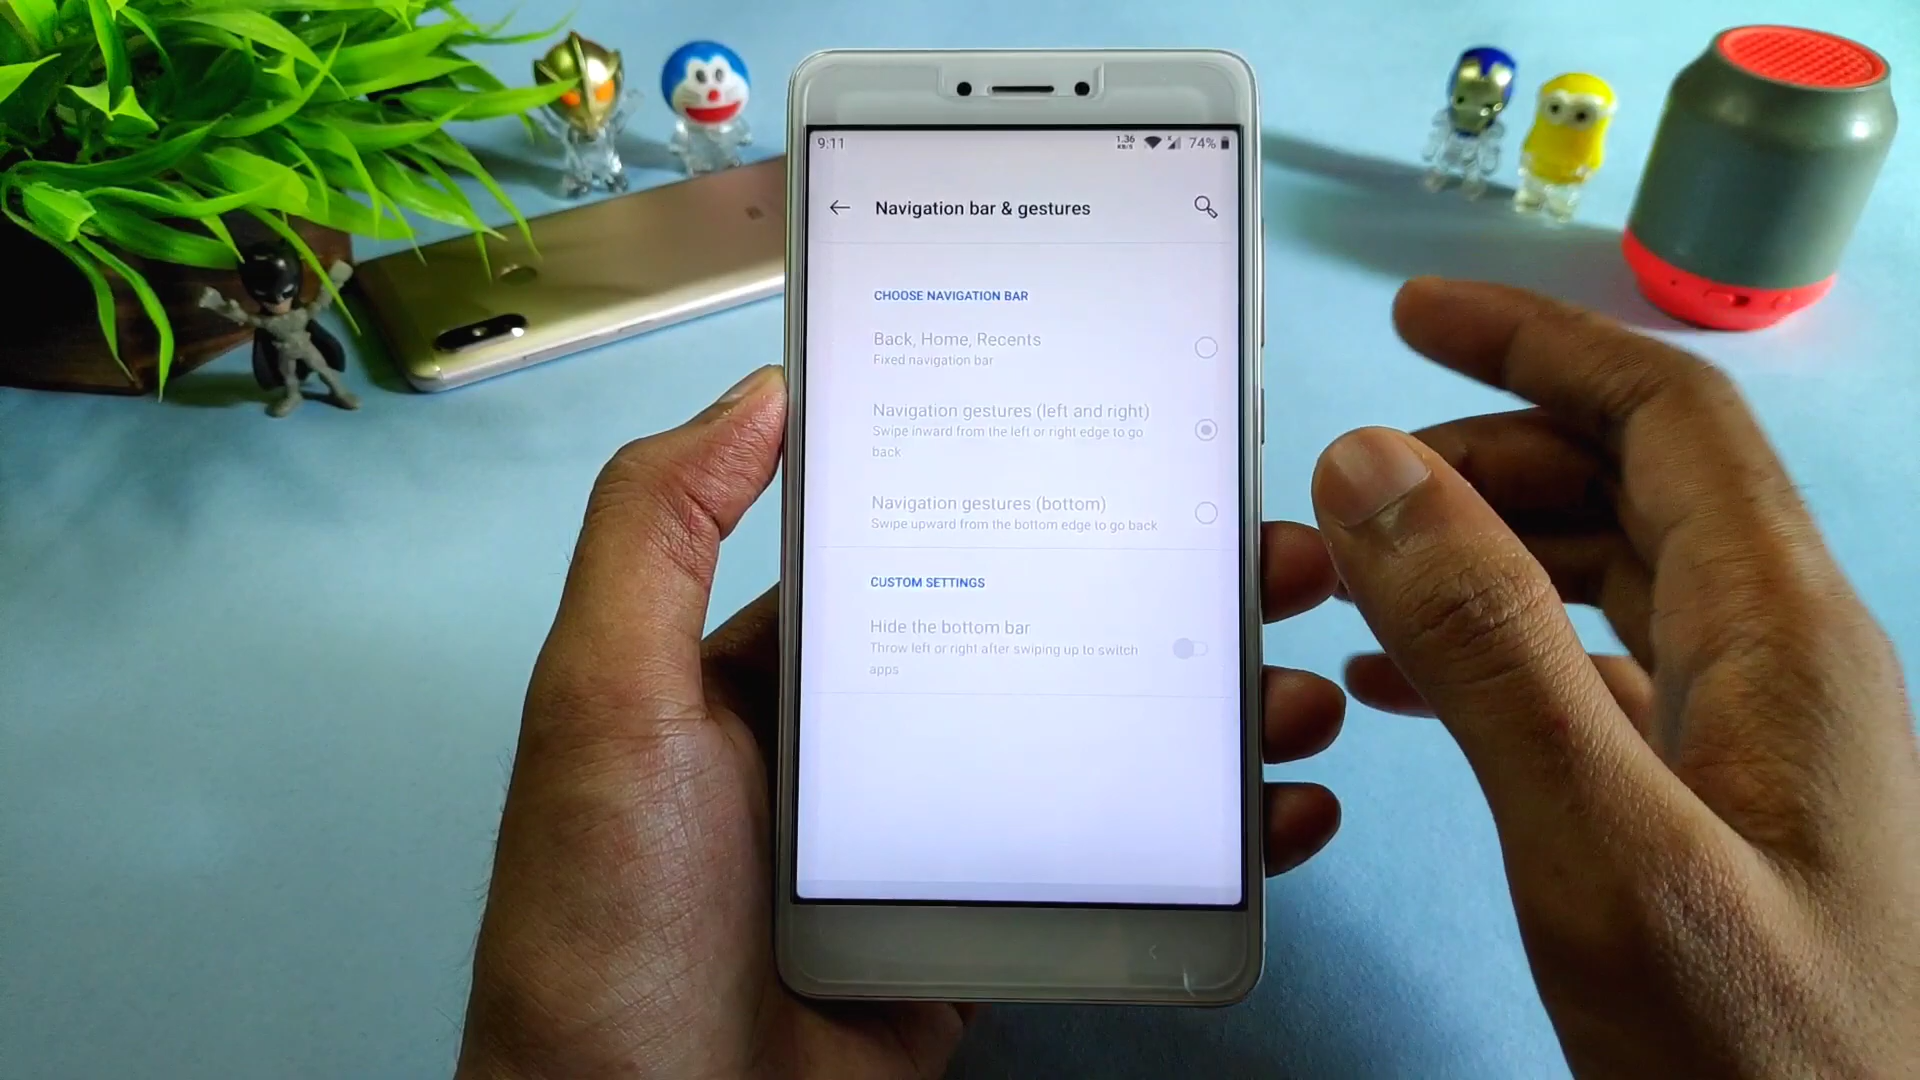 9:11
1.36
KB/S
74%
Navigation bar & gestures
CHOOSE NAVIGATION BAR
Back, Home, Recents
Fixed navigation bar
Navigation gestures (left and right)
Swipe inward from the left or right edge to go
back
Navigation gestures (bottom)
Swipe upward from the bottom edge to go back
CUSTOM SETTINGS
Hide the bottom bar
Throw left or right after swiping up to switch
apps